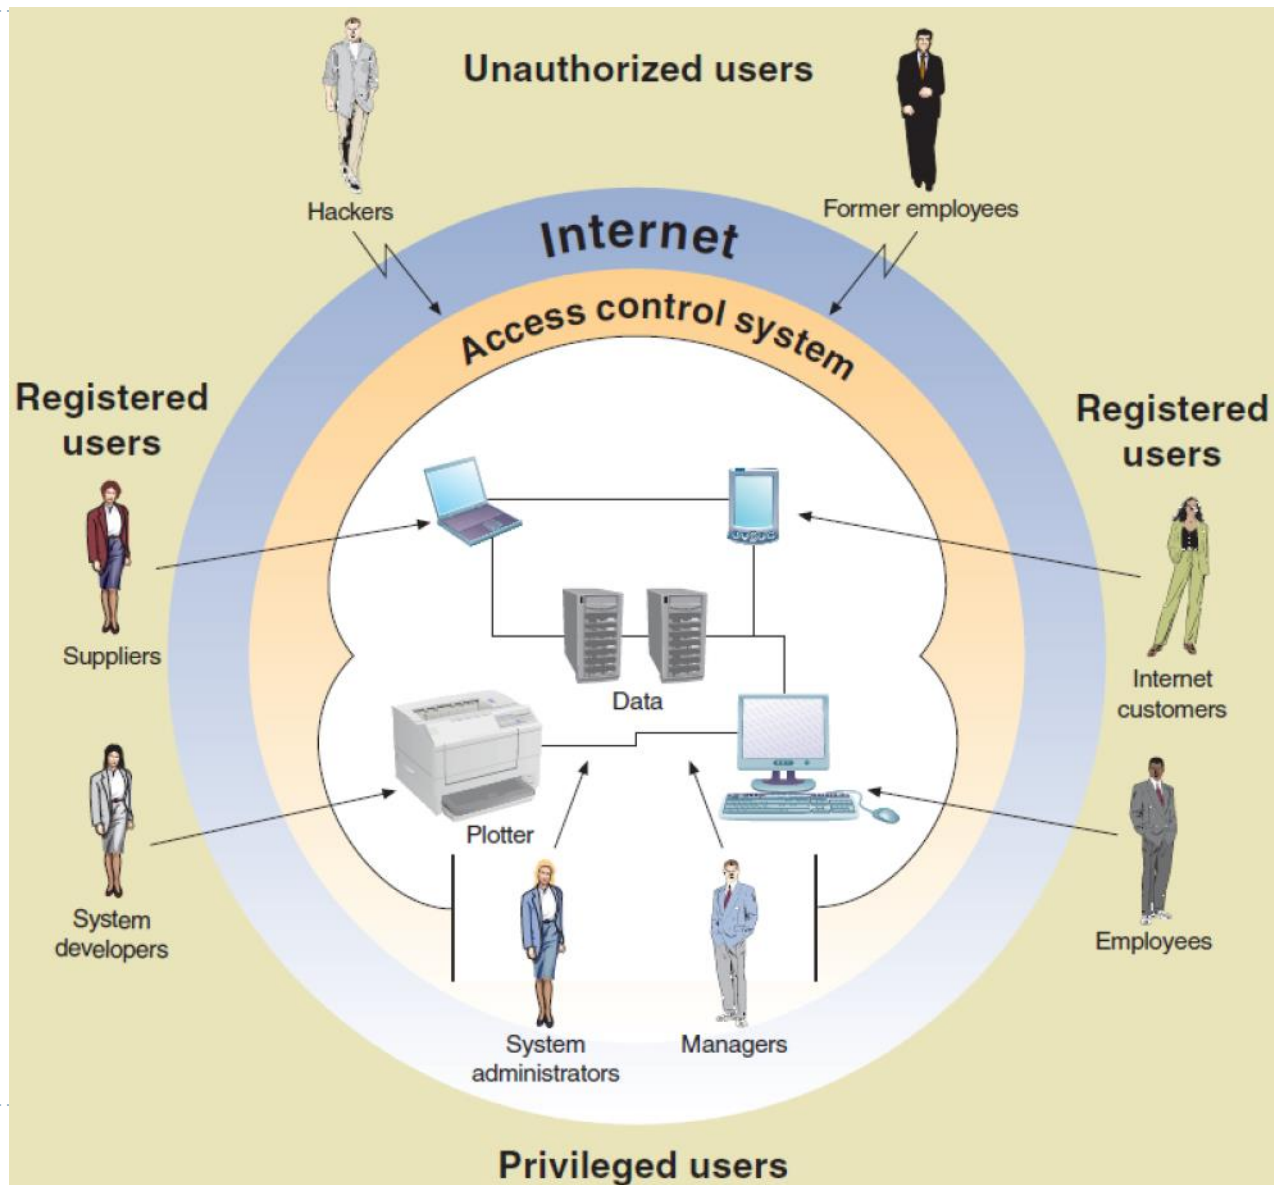 Unauthorized users
Hackers
Former employees
Internet
Access control system
Registered
users
Registered
users
Suppliers
Internet
customers
Data
Plotter
System
developers
Employees
System
administrators
Managers
Privileged users